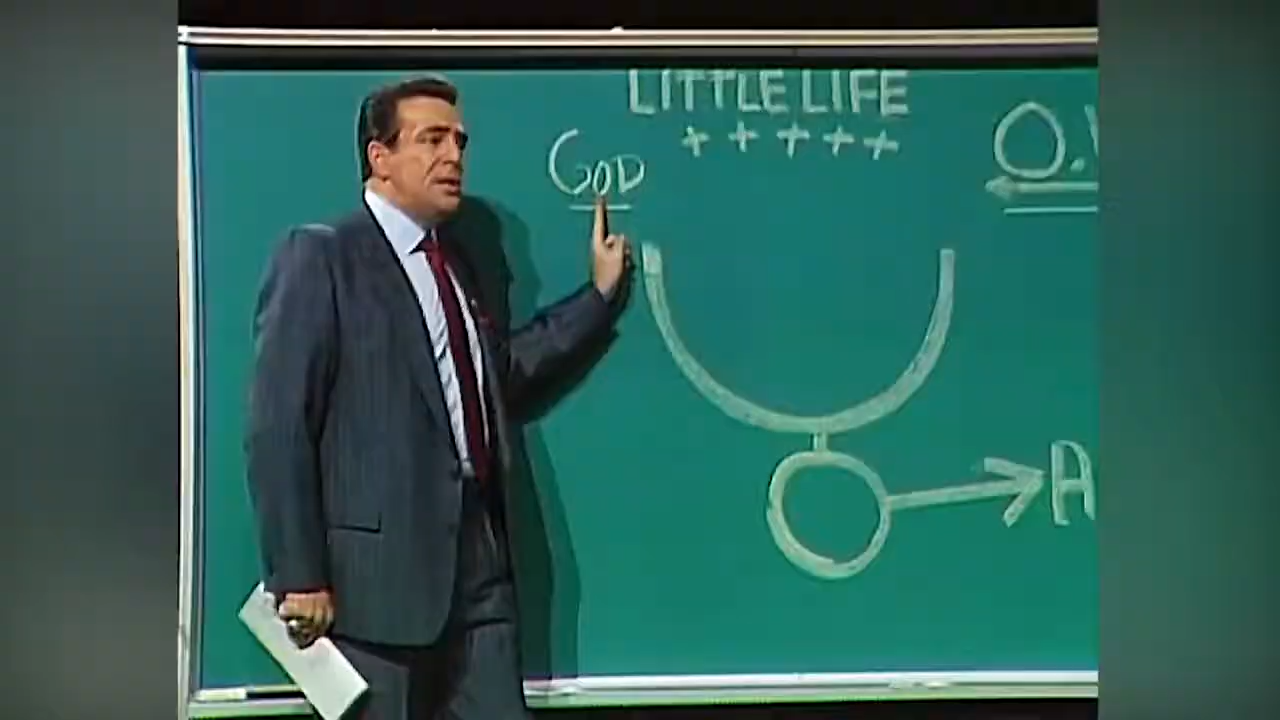 LITTLE LIFE
+ + + + +
GOD
O.
A